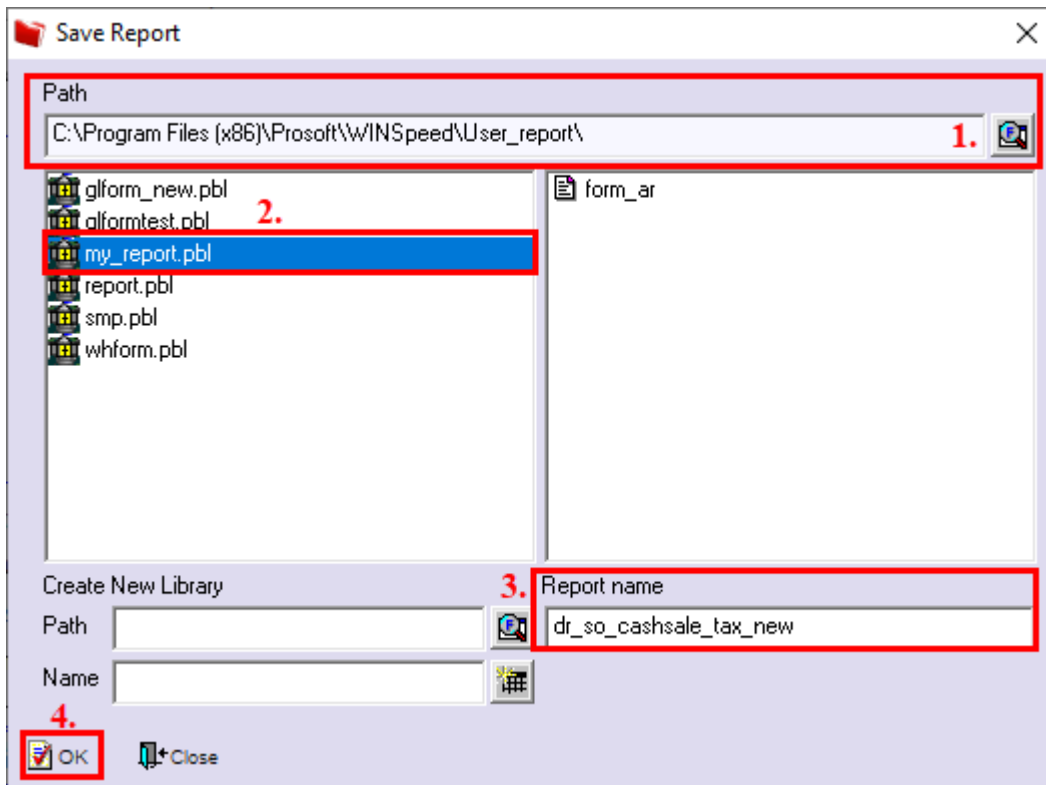 Save Report
Path
C:\Program Files (x86)\Prosoft\WINSpeed\User_report\
1.
glform_new.pbl
glformtest.pbl
2.
my_report.pbl
report.pbl
smp.pbl
whform.pbl
form_ar
Create New Library
Path
Name
3.
Report name
dr_so_cashsale_tax_new
4.
OK
Close